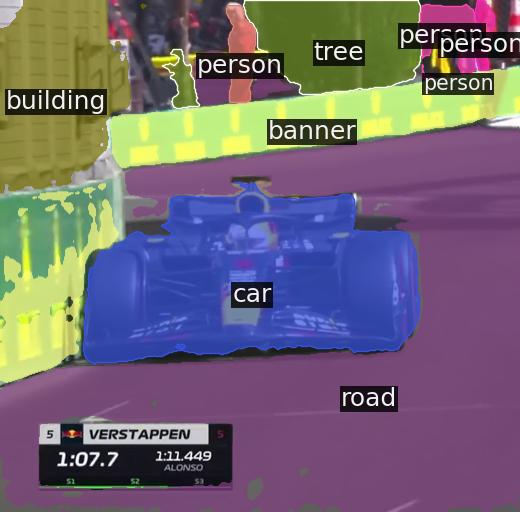 person
tree
person
person
person
building
banner
car
road
5 VERSTAPPEN 5
1:07.7
1:11.449
ALONSO
S1 S2 S3